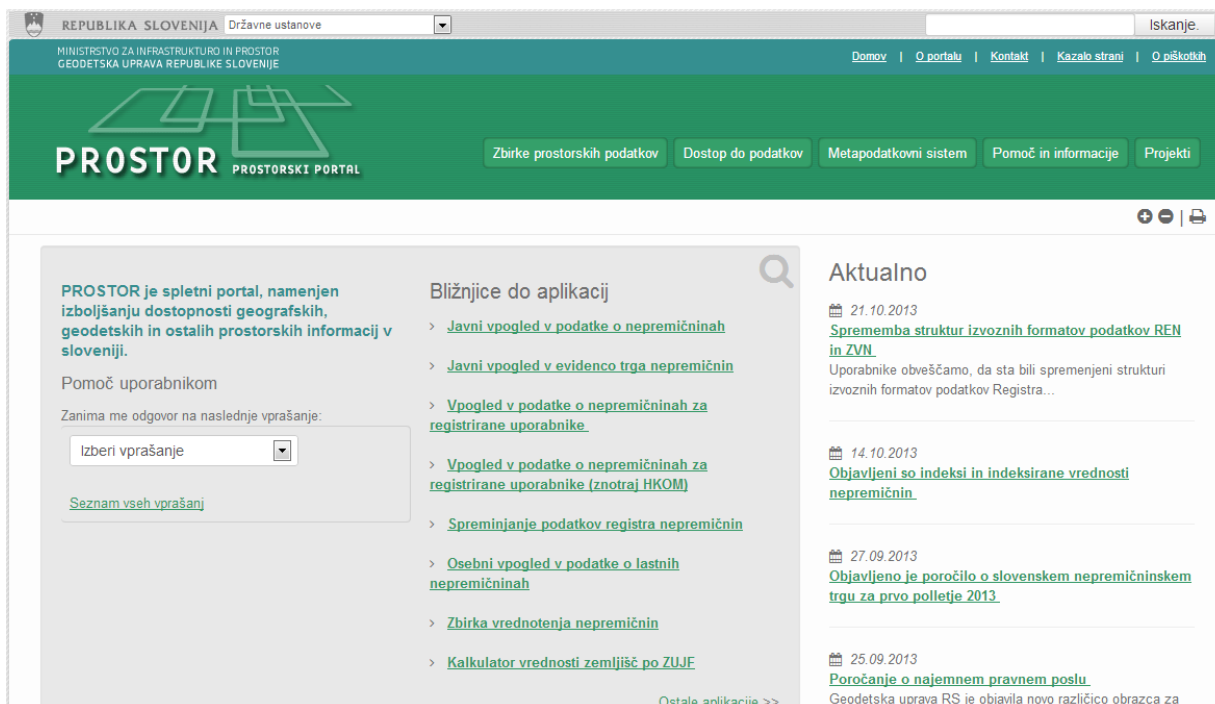 REPUBLIKA SLOVENIJA Državne ustanove Iskanje.
MINISTRSTVO ZA INFRASTRUKTURO IN PROSTOR
GEODETSKA UPRAVA REPUBLIKE SLOVENIJE
Domov | O portalu | Kontakt | Kazalo strani | O piškotkih
PROSTOR PROSTORSKI PORTAL
Zbirke prostorskih podatkov Dostop do podatkov Metapodatkovni sistem Pomoč in informacije Projekti
PROSTOR je spletni portal, namenjen
izboljšanju dostopnosti geografskih,
geodetskih in ostalih prostorskih informacij v
sloveniji.
Pomoč uporabnikom
Zanima me odgovor na naslednje vprašanje:
Izberi vprašanje
Seznam vseh vprašanj
Bližnjice do aplikacij
> Javni vpogled v podatke o nepremičninah
> Javni vpogled v evidenco trga nepremičnin
> Vpogled v podatke o nepremičninah za
registrirane uporabnike
> Vpogled v podatke o nepremičninah za
registrirane uporabnike (znotraj HKOM)
> Spreminjanje podatkov registra nepremičnin
> Osebni vpogled v podatke o lastnih
nepremičninah
> Zbirka vrednotenja nepremičnin
> Kalkulator vrednosti zemljišč po ZUJF
Ostale aplikacije >>
Aktualno
21.10.2013
Sprememba struktur izvoznih formatov podatkov REN
in ZVN
Uporabnike obveščamo, da sta bili spremenjeni strukturi
izvoznih formatov podatkov Registra...
14.10.2013
Objavljeni so indeksi in indeksirane vrednosti
nepremičnin
27.09.2013
Objavljeno je poročilo o slovenskem nepremičninskem
trgu za prvo polletje 2013
25.09.2013
Poročanje o najemnem pravnem poslu
Geodetska uprava RS je objavila novo različico obrazca za